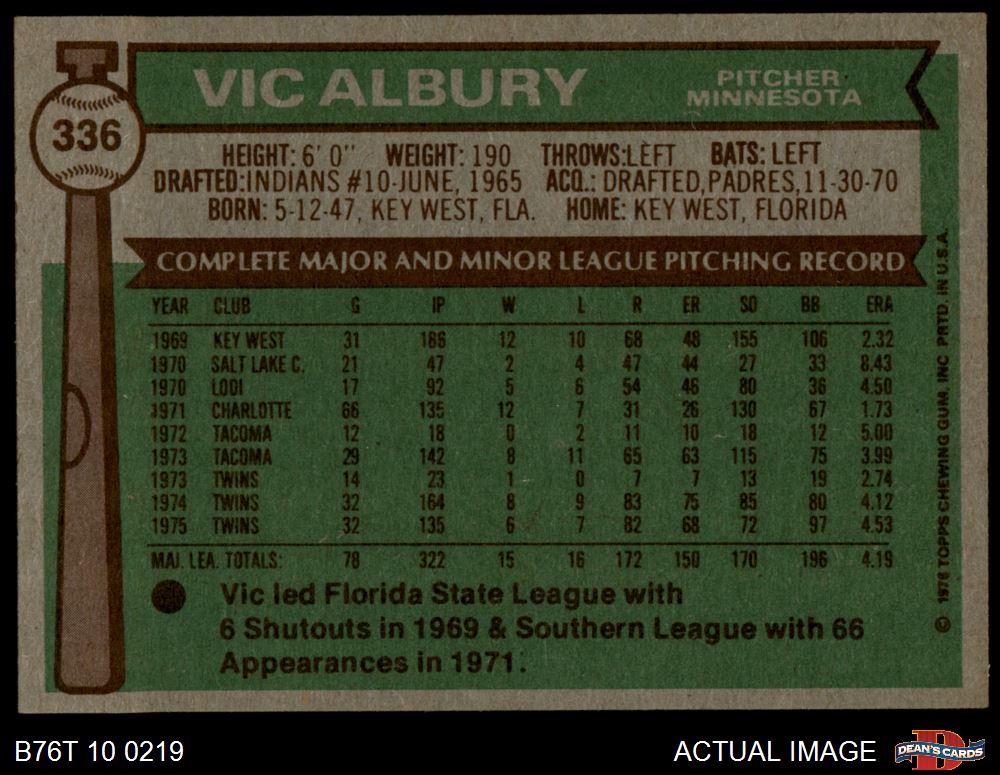 336
VIC ALBURY
PITCHER
MINNESOTA
HEIGHT: 6' 0" WEIGHT: 190 THROWS:LEFT BATS: LEFT
DRAFTED:INDIANS #10-JUNE, 1965 ACQ.: DRAFTED,PADRES,11-30-70
BORN: 5-12-47, KEY WEST, FLA. HOME: KEY WEST, FLORIDA
COMPLETE MAJOR AND MINOR LEAGUE PITCHING RECORD
YEAR CLUB G IP W L R ER SO BB ERA
1969 KEY WEST 31 186 12 10 68 48 155 106 2.32
1970 SALT LAKE C. 21 47 2 4 47 44 27 33 8.43
1970 LODI 17 92 5 6 54 46 80 36 4.50
1971 CHARLOTTE 66 135 12 7 31 26 130 67 1.73
1972 TACOMA 12 18 0 2 11 10 18 12 5.00
1973 TACOMA 29 142 8 11 65 63 115 75 3.99
1973 TWINS 14 23 1 0 7 7 13 19 2.74
1974 TWINS 32 164 8 9 83 75 85 80 4.12
1975 TWINS 32 135 6 7 82 68 72 97 4.53
MAJ. LEA. TOTALS: 78 322 15 16 172 150 170 196 4.19
Vic led Florida State League with
6 Shutouts in 1969 & Southern League with 66
Appearances in 1971.
© 1976 TOPPS CHEWING GUM, INC PRTD. IN U.S.A.
B76T 10 0219
ACTUAL IMAGE
D
DEAN'S CARDS